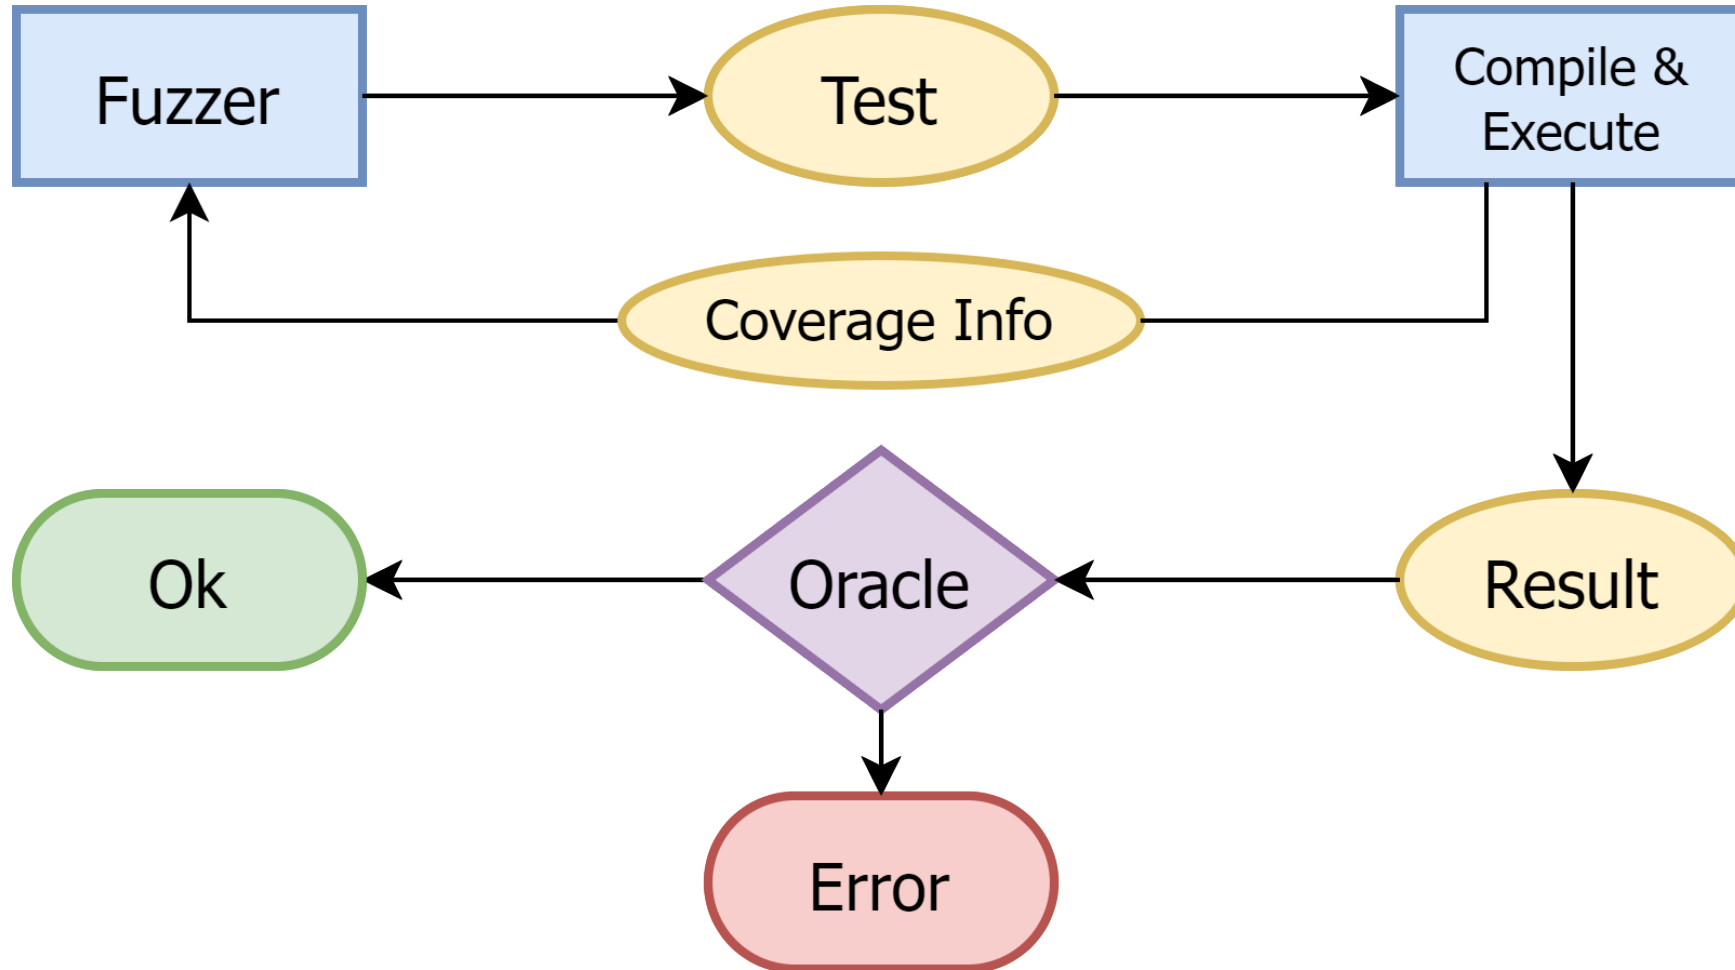 Fuzzer
Test
Compile &
Execute
Coverage Info
Ok
Oracle
Result
Error